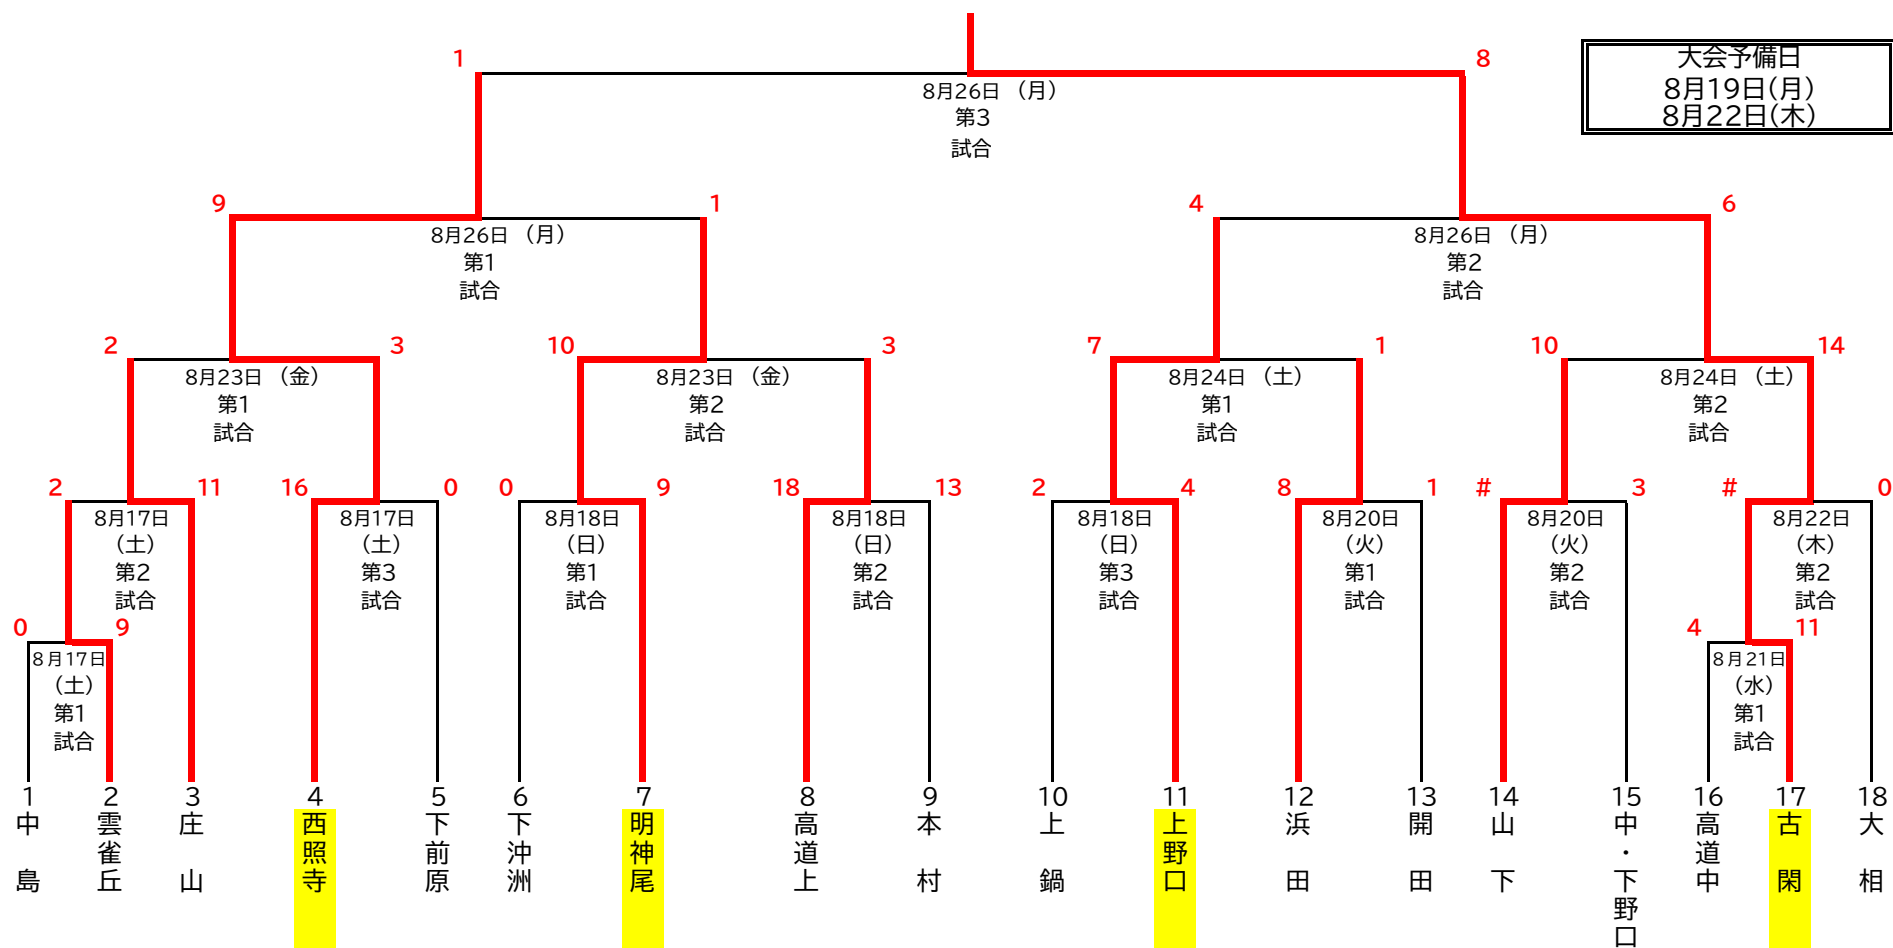 1
8
大会予備日
8月19日(月)
8月22日(木)
8月26日 (月)
第3
試合
9
1
4
6
8月26日 (月)
第1
試合
8月26日 (月)
第2
試合
2
3
10
3
7
1
10
14
8月23日 (金)
第1
試合
8月23日 (金)
第2
試合
8月24日 (土)
第1
試合
8月24日 (土)
第2
試合
2
11
16
0
0
9
18
13
2
4
8
1
#
3
#
0
8月17日
(土)
第2
試合
8月17日
(土)
第3
試合
8月18日
(日)
第1
試合
8月18日
(日)
第2
試合
8月18日
(日)
第3
試合
8月20日
(火)
第1
試合
8月20日
(火)
第2
試合
8月22日
(木)
第2
試合
0
9
4
11
8月17日
(土)
第1
試合
8月21日
(水)
第1
試合
1
中島
2
雲雀丘
3
庄山
4
西照寺
5
下前原
6
下沖洲
7
明神尾
8
高道上
9
本村
10
上鍋
11
上野口
12
浜田
13
開田
14
山下
15
中・下野口
16
高道中
17
古閑
18
大相